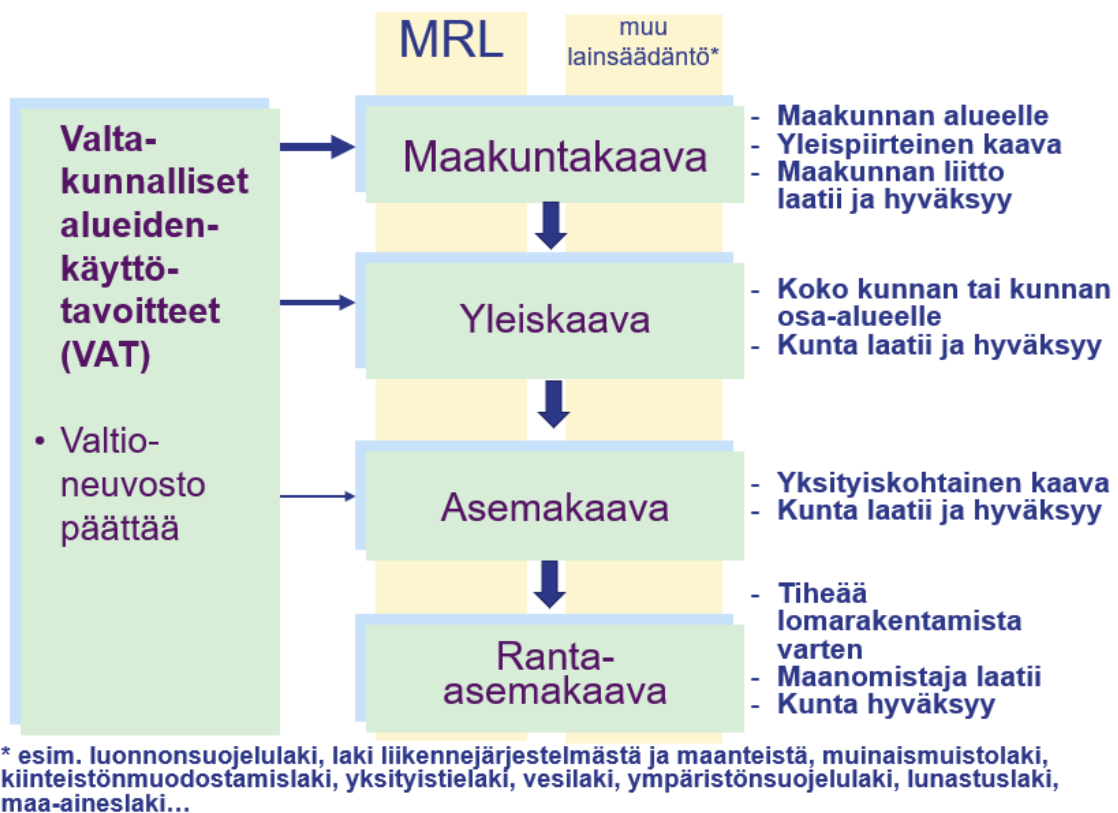 MRL
muu
lainsäädäntö*
Valta-
kunnalliset
alueiden-
käyttö-
tavoitteet
(VAT)
• Valtio-
neuvosto
päättää
Maakuntakaava
- Maakunnan alueelle
- Yleispiirteinen kaava
- Maakunnan liitto
laatii ja hyväksyy
Yleiskaava
- Koko kunnan tai kunnan
osa-alueelle
- Kunta laatii ja hyväksyy
Asemakaava
- Yksityiskohtainen kaava
- Kunta laatii ja hyväksyy
Ranta-
asemakaava
- Tiheää
lomarakentamista
varten
- Maanomistaja laatii
- Kunta hyväksyy
* esim. luonnonsuojelulaki, laki liikennejärjestelmästä ja maanteistä, muinaismuistolaki,
kiinteistönmuodostamislaki, yksityistielaki, vesilaki, ympäristönsuojelulaki, lunastuslaki,
maa-aineslaki...